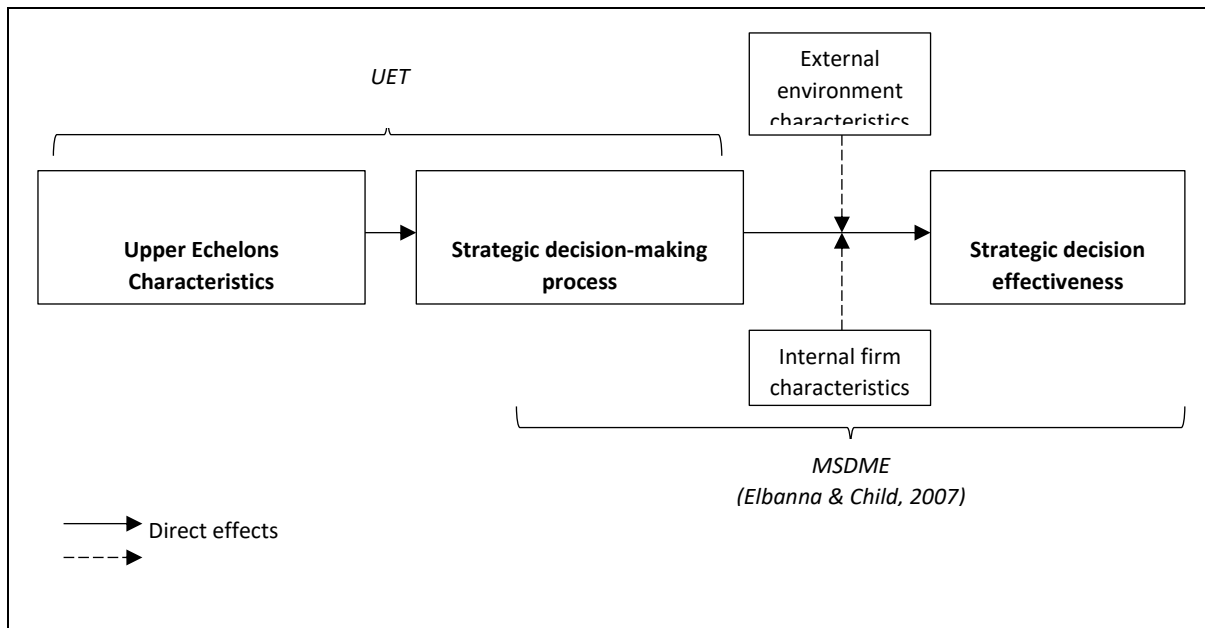 UET
External
environment
characteristics
Upper Echelons
Characteristics
Strategic decision-making
process
Strategic decision
effectiveness
Internal firm
characteristics
MSDME
(Elbanna & Child, 2007)
Direct effects